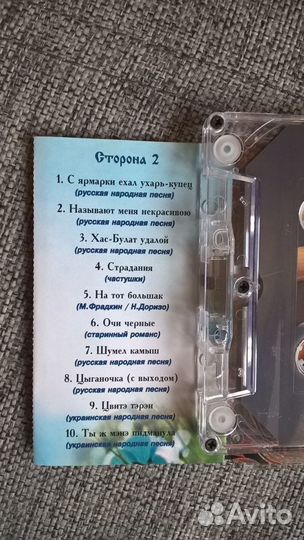 Сторона 2
1. С ярмарки ехал ухарь-купец
(русская народная песня)
2. Называют меня некрасивою
(русская народная песня)
3. Хас-Булат удалой
(русская народная песня)
4. Страдания
(частушки)
5. На тот большак
(М.Фрадкин / Н.Доризо)
6. Очи черные
(старинный романс)
7. Шумел камыш
(русская народная песня)
8. Цыганочка (с выходом)
(русская народная песня)
9. Цвитэ тэрэн
(украинская народная песня)
10. Ты ж мэнэ пидманула
(украинская народная песня)
Avito